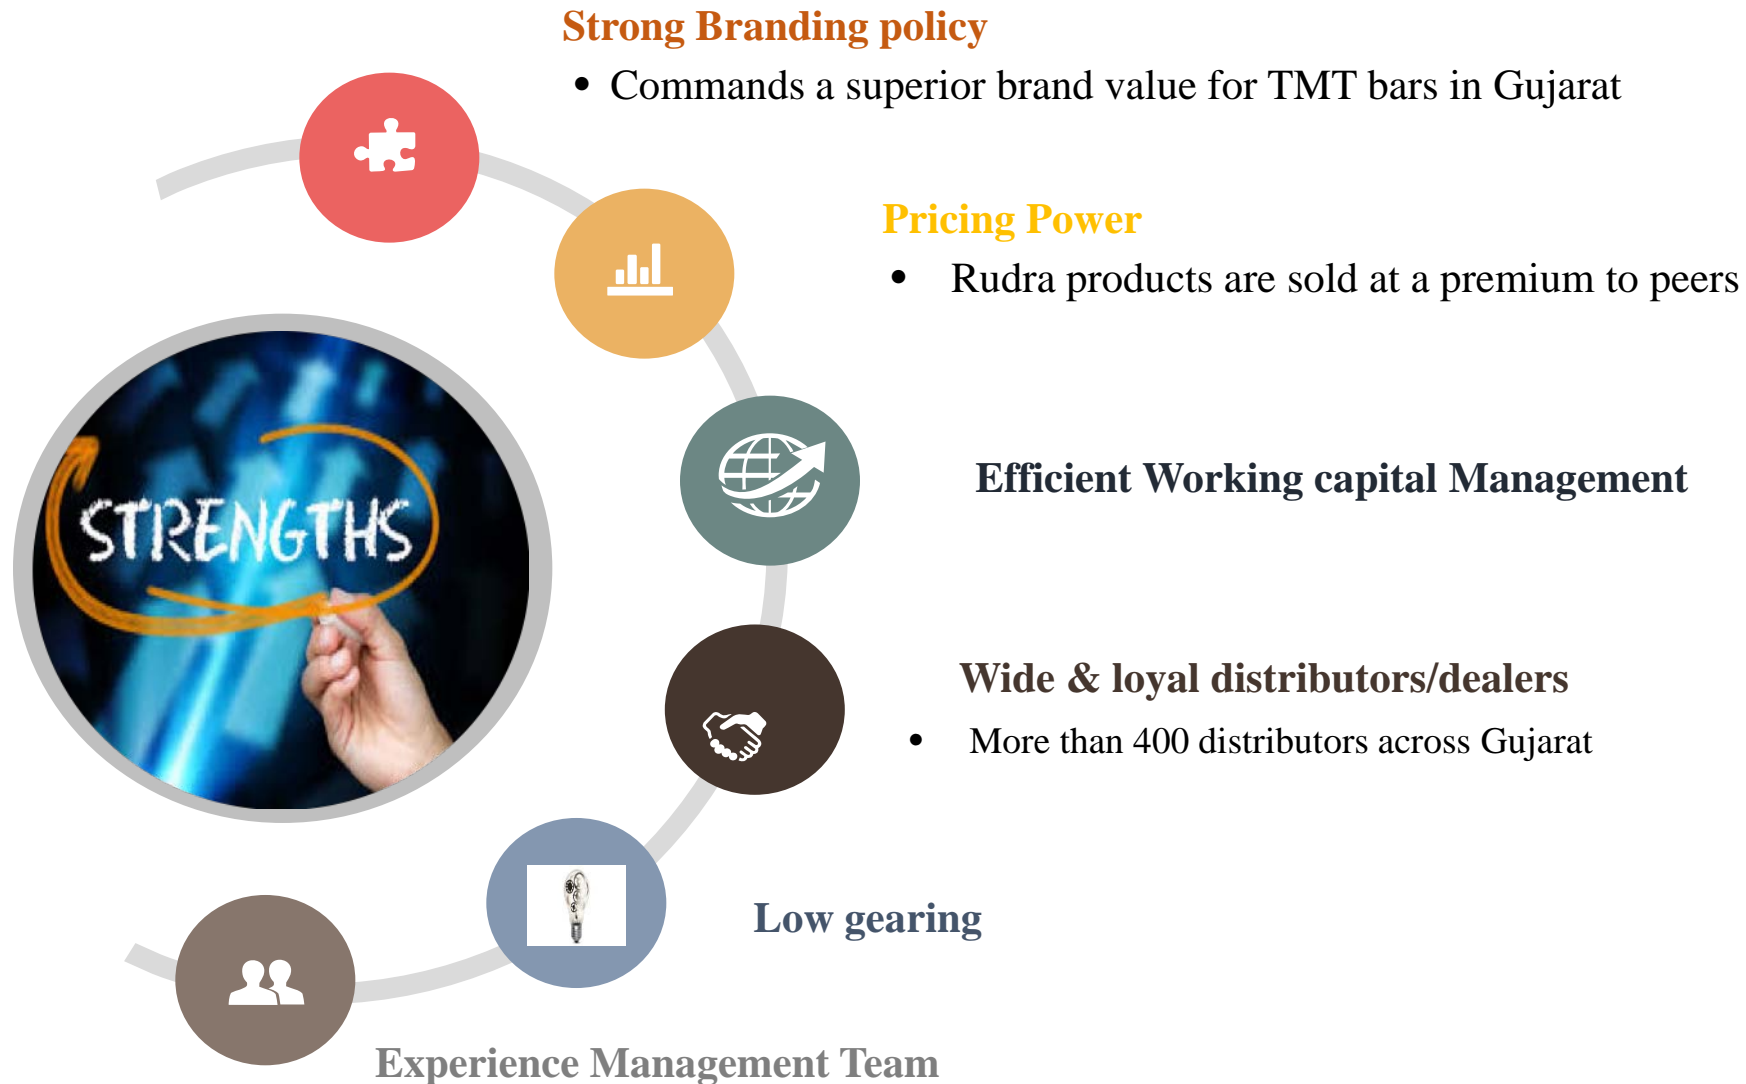 Strong Branding policy
• Commands a superior brand value for TMT bars in Gujarat
Pricing Power
• Rudra products are sold at a premium to peers
Efficient Working capital Management
STRENGTHS
Wide & loyal distributors/dealers
• More than 400 distributors across Gujarat
Low gearing
Experience Management Team